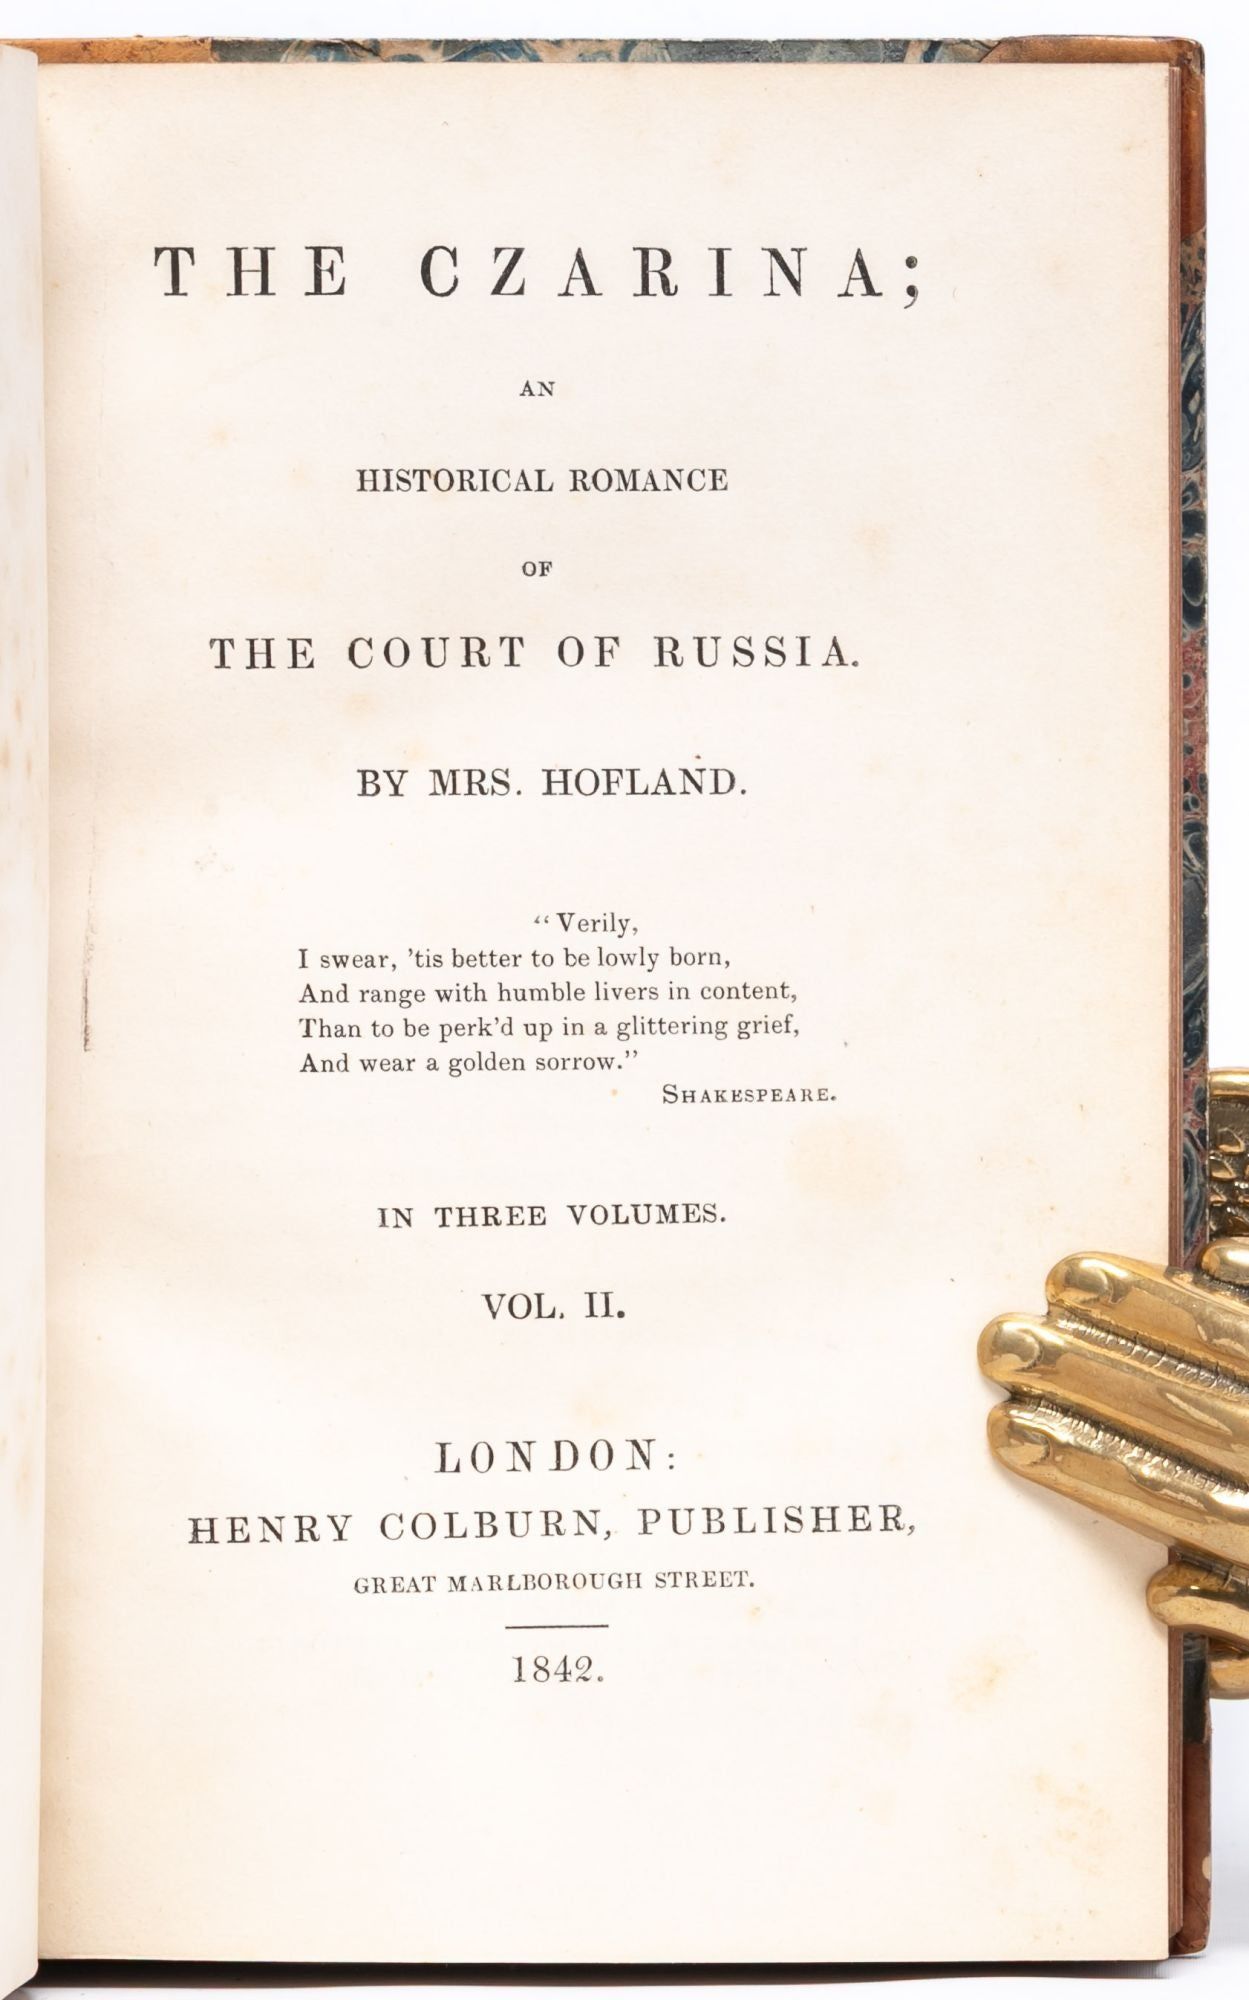 THE CZARINA;
AN
HISTORICAL ROMANCE
OF
THE COURT OF RUSSIA.
BY MRS. HOFLAND.
“Verily,
I swear, ’tis better to be lowly born,
And range with humble livers in content,
Than to be perk’d up in a glittering grief,
And wear a golden sorrow.”
SHAKESPEARE.
IN THREE VOLUMES.
VOL. II.
LONDON:
HENRY COLBURN, PUBLISHER,
GREAT MARLBOROUGH STREET.
1842.